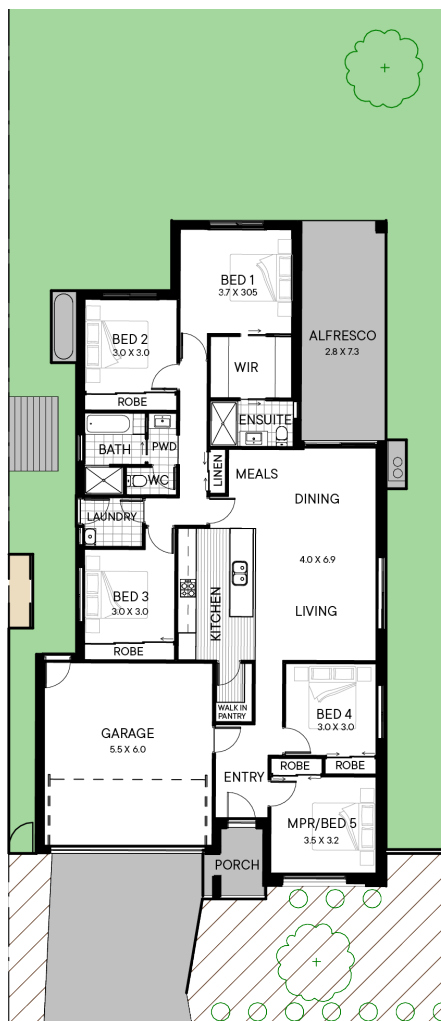 BED 1
3.7 X 305
BED 2
3.0 X 3.0
ALFRESCO
2.8 X 7.3
WIR
ROBE
ENSUITE
BATH
PWD
WC
LINEN
MEALS
DINING
LAUNDRY
4.0 X 6.9
BED 3
3.0 X 3.0
KITCHEN
LIVING
ROBE
WALK IN
PANTRY
BED 4
3.0 X 3.0
GARAGE
5.5 X 6.0
ROBE
ROBE
ENTRY
MPR/BED 5
3.5 X 3.2
PORCH